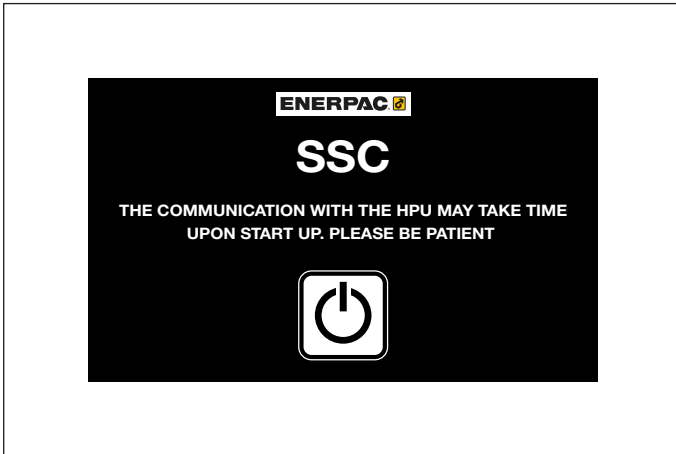 ENERPAC
SSC
THE COMMUNICATION WITH THE HPU MAY TAKE TIME
UPON START UP. PLEASE BE PATIENT